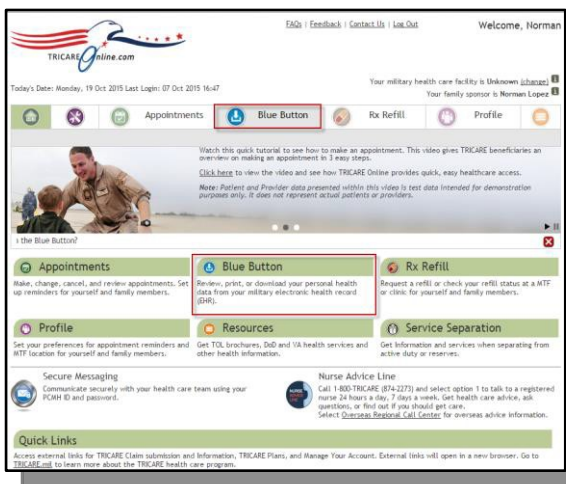 FAQs | Feedback | Contact Us | Log Out
Welcome, Norman
TRICARE Online.com
Today's Date: Monday, 19 Oct 2015 Last Login: 07 Oct 2015 16:47
Your military health care facility is Unknown (change)
Your family sponsor is Norman Lopez
Appointments
Blue Button
Rx Refill
Profile
Watch this quick tutorial to see how to make an appointment. This video gives TRICARE beneficiaries an
overview on making an appointment in 3 easy steps.
Click here to view the video and see how TRICARE Online provides quick, easy healthcare access.
Note: Patient and Provider data presented within this video is test data intended for demonstration
purposes only. It does not represent actual patients or providers.
s the Blue Button?
Appointments
Make, change, cancel, and review appointments. Set
up reminders for yourself and family members.
Blue Button
Review, print, or download your personal health
data from your military electronic health record
(EHR).
Rx Refill
Request a refill or check your refill status at a MTF
or clinic for yourself and family members.
Profile
Set your preferences for appointment reminders and
MTF location for yourself and family members.
Resources
Get TOL brochures, DoD and VA health services and
other health information.
Service Separation
Get Information and services when separating from
active duty or reserves.
Secure Messaging
Communicate securely with your health care team using your
PCMH ID and password.
Nurse Advice Line
Call 1-800-TRICARE (874-2273) and select option 1 to talk to a registered
nurse 24 hours a day, 7 days a week. Get health care advice, ask
questions, or find out if you should get care.
Select Overseas Regional Call Center for overseas advice information.
Quick Links
Access external links for TRICARE Claim submission and Information, TRICARE Plans, and Manage Your Account. External links will open in a new browser. Go to
TRICARE.mil to learn more about the TRICARE health care program.